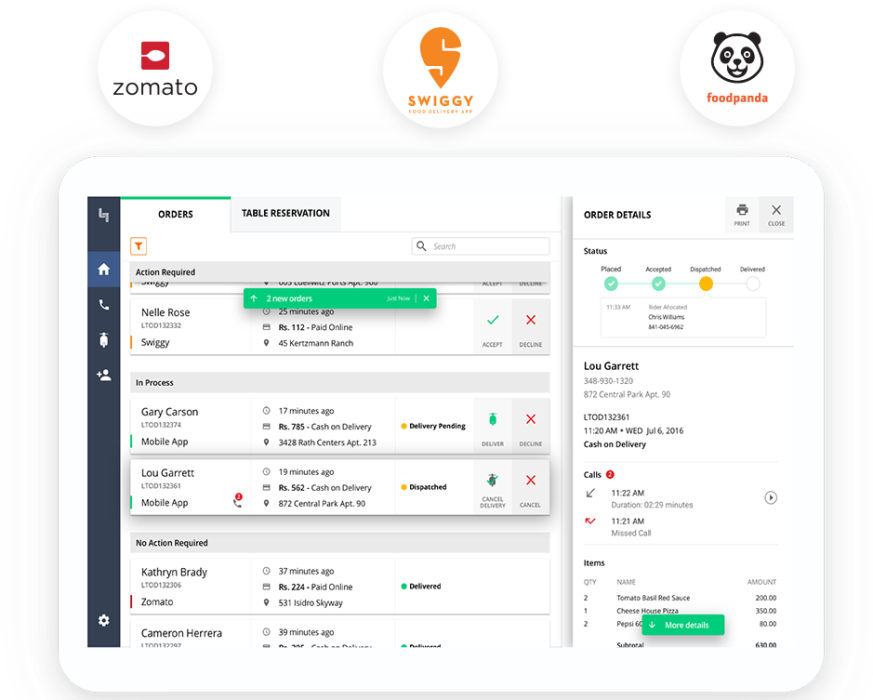 zomato
SWIGGY
FOOD DELIVERY APP
foodpanda
ORDERS
TABLE RESERVATION
Search
Action Required
Swiggy
ACCEPT
DECLINE
2 new orders
Just Now
Nelle Rose
LTOD132332
Swiggy
25 minutes ago
Rs. 112 - Paid Online
45 Kertzmann Ranch
ACCEPT
DECLINE
In Process
Gary Carson
LTOD132374
Mobile App
17 minutes ago
Rs. 785 - Cash on Delivery
3428 Rath Centers Apt. 213
Delivery Pending
DELIVER
DECLINE
Lou Garrett
LTOD132361
Mobile App
2
19 minutes ago
Rs. 562 - Cash on Delivery
872 Central Park Apt. 90
Dispatched
CANCEL
DELIVERY
CANCEL
No Action Required
Kathryn Brady
LTOD132306
Zomato
37 minutes ago
Rs. 224 - Paid Online
531 Isidro Skyway
Delivered
Cameron Herrera
LTOD132297
39 minutes ago
Cash on Delivery
Delivered
ORDER DETAILS
PRINT
CLOSE
Status
Placed
Accepted
Dispatched
Delivered
11:33 AM
Rider Allocated
Chris Williams
841-045-6962
Lou Garrett
348-930-1320
872 Central Park Apt. 90
LTOD132361
11:20 AM • WED Jul 6, 2016
Cash on Delivery
Calls 2
11:22 AM
Duration: 02:29 minutes
11:21 AM
Missed Call
Items
QTY NAME AMOUNT
2 Tomato Basil Red Sauce 200.00
1 Cheese House Pizza 350.00
2 Pepsi 80.00
More details
Subtotal 630.00